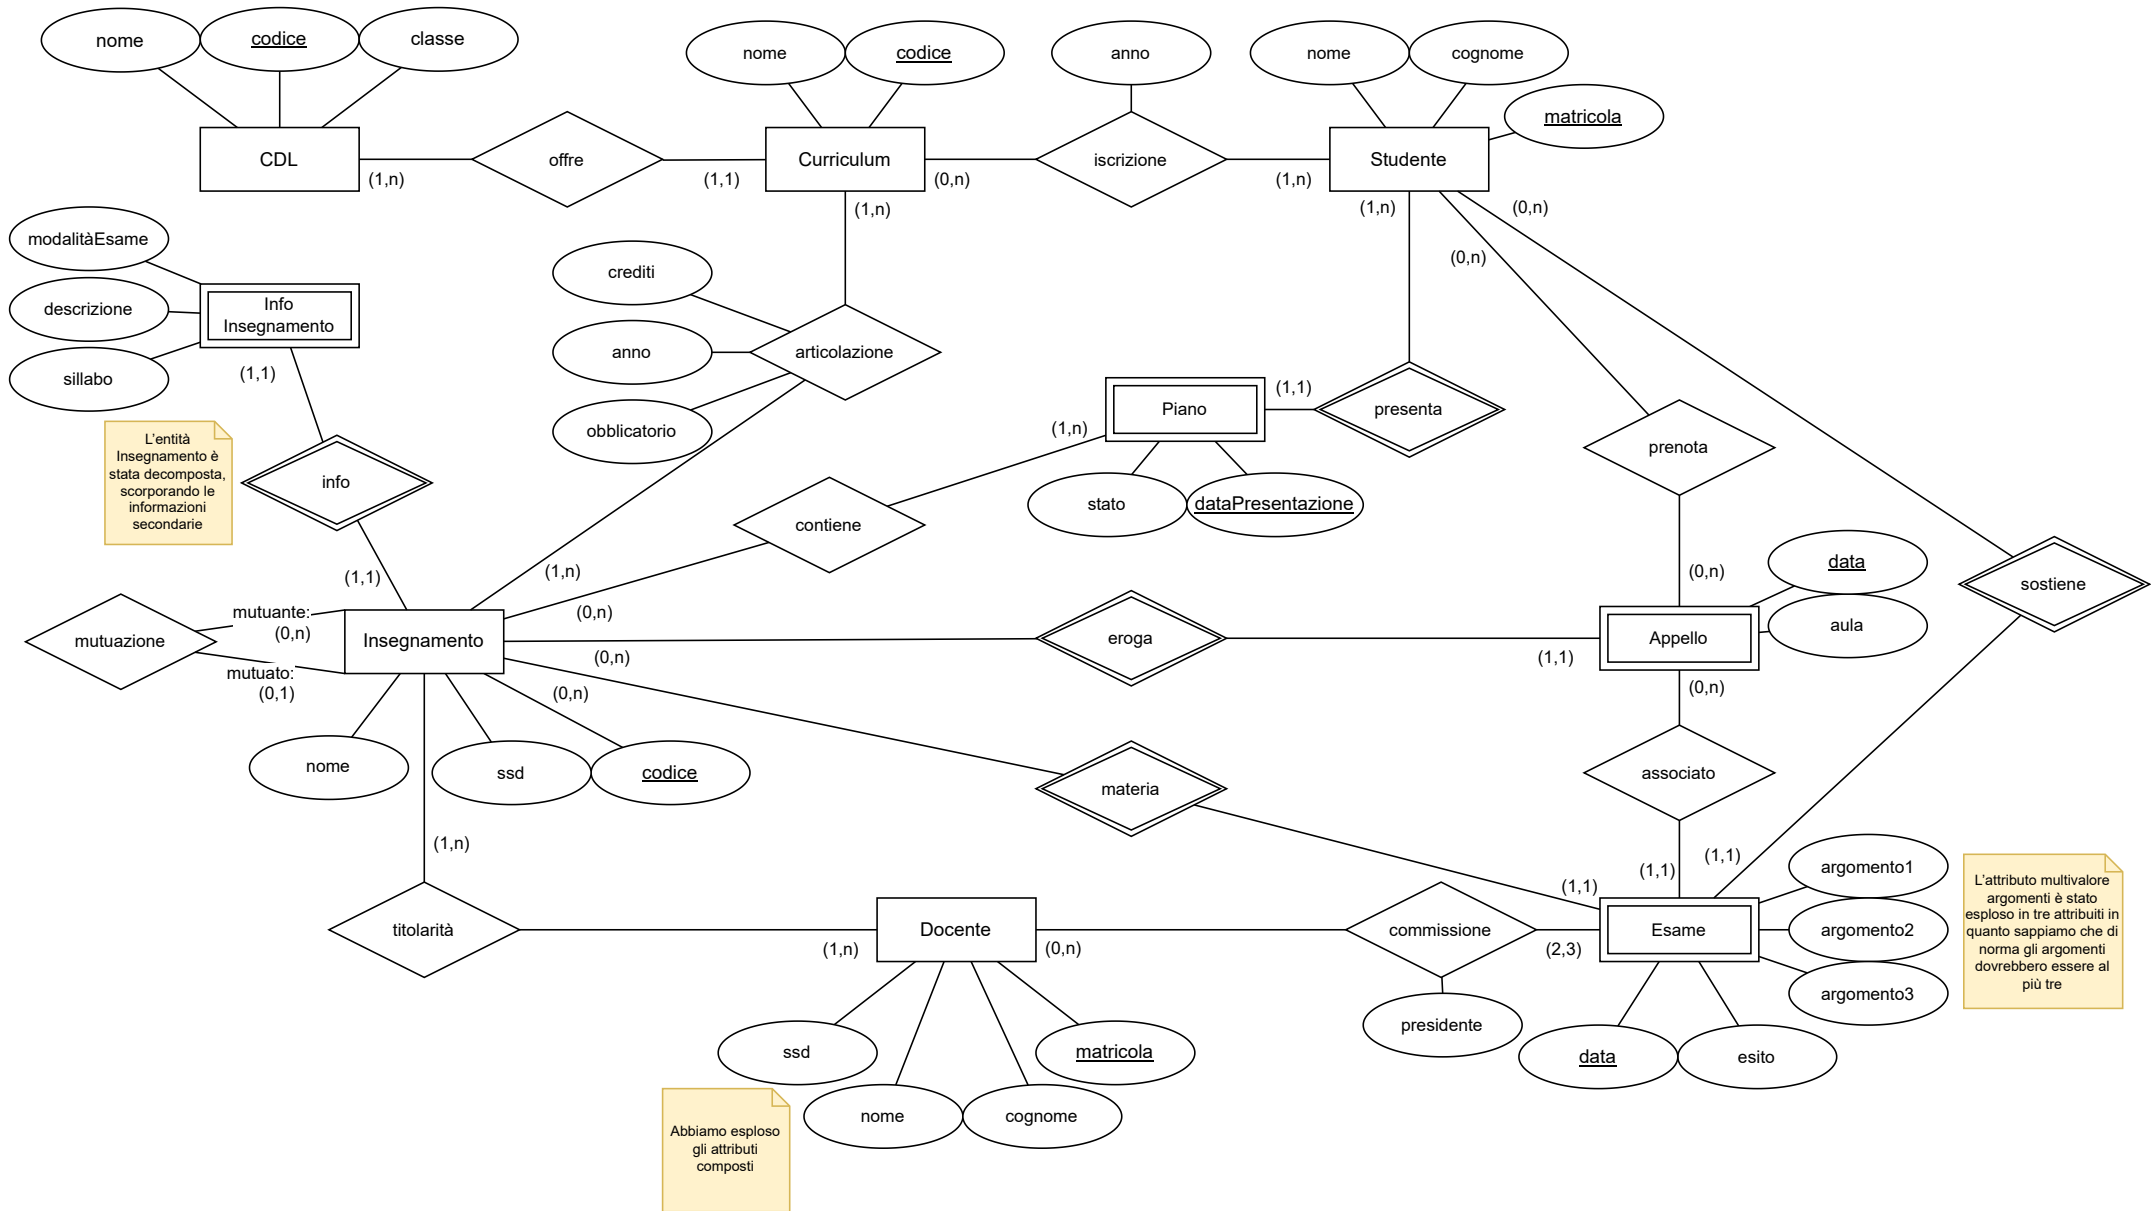 nome
codice
classe
nome
codice
anno
nome
cognome
matricola
CDL
offre
Curriculum
iscrizione
Studente
(1,n)
(1,1)
(0,n)
(1,n)
(1,n)
(1,n)
(0,n)
(0,n)
modalitàEsame
descrizione
sillabo
Info
Insegnamento
(1,1)
crediti
anno
obblicatorio
articolazione
Piano
(1,1)
presenta
(1,n)
stato
dataPresentazione
prenota
L'entità
Insegnamento è
stata decomposta,
scorporando le
informazioni
secondarie
info
contiene
(1,1)
(1,n)
(0,n)
(0,n)
data
aula
sostiene
mutuazione
mutuante:
(0,n)
mutuato:
(0,1)
Insegnamento
(0,n)
eroga
(1,1)
Appello
(0,n)
(0,n)
nome
ssd
codice
materia
associato
(1,n)
(1,1)
(1,1)
(1,1)
argomento1
argomento2
argomento3
L'attributo multivalore
argomenti è stato
esploso in tre attribuiti in
quanto sappiamo che di
norma gli argomenti
dovrebbero essere al
più tre
titolarità
(1,n)
Docente
(0,n)
commissione
(2,3)
Esame
presidente
data
esito
ssd
nome
cognome
matricola
Abbiamo esploso
gli attributi
composti